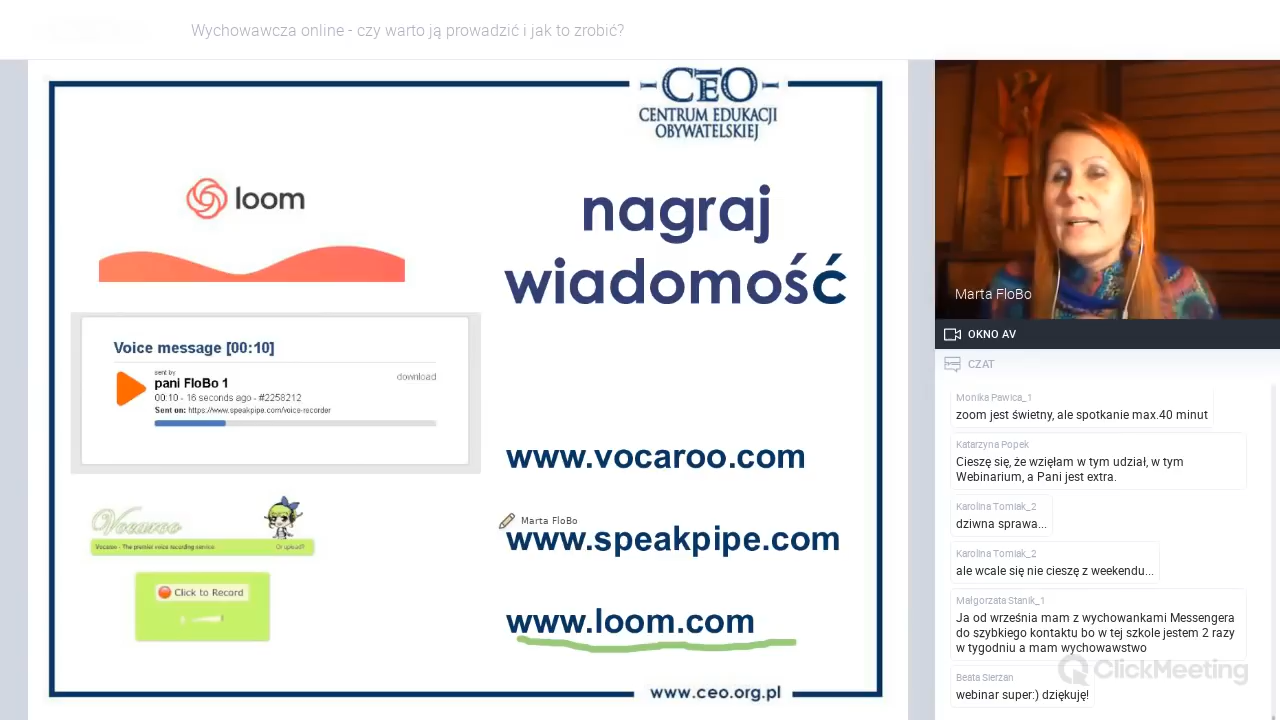 Wychowawcza online - czy warto ją prowadzić i jak to zrobić?
CEO
CENTRUM EDUKACJI
OBYWATELSKIEJ
loom
nagraj
wiadomość
Voice message [00:10]
sent by
pani FloBo 1
download
00:10 - 16 seconds ago - #2258212
Sent on: https://www.speakpipe.com/voice-recorder
www.vocaroo.com
Vocaroo
Vocaroo - The premier voice recording service.
Or upload?
Marta FloBo
www.speakpipe.com
Click to Record
www.loom.com
www.ceo.org.pl
Marta FloBo
OKNO AV
CZAT
Monika Pawica_1
zoom jest świetny, ale spotkanie max.40 minut
Katarzyna Popek
Cieszę się, że wzięłam w tym udział, w tym
Webinarium, a Pani jest extra.
Karolina Tomiak_2
dziwna sprawa...
Karolina Tomiak_2
ale wcale się nie cieszę z weekendu...
Małgorzata Stanik_1
Ja od września mam z wychowankami Messengera
do szybkiego kontaktu bo w tej szkole jestem 2 razy
w tygodniu a mam wychowawstwo
ClickMeeting
Beata Sierzan
webinar super:) dziękuję!